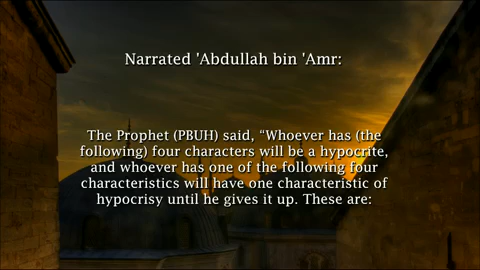 Narrated 'Abdullah bin 'Amr:
The Prophet (PBUH) said, “Whoever has (the
following) four characters will be a hypocrite,
and whoever has one of the following four
characteristics will have one characteristic of
hypocrisy until he gives it up. These are: